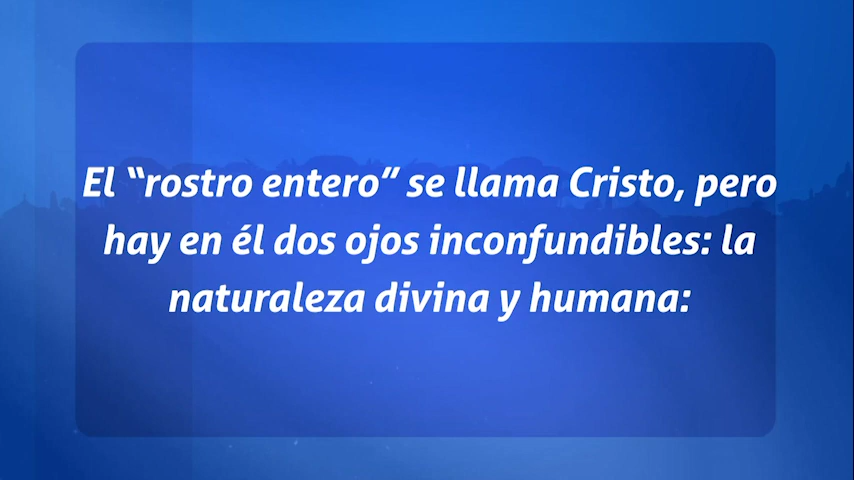 El “rostro entero” se llama Cristo, pero
hay en él dos ojos inconfundibles: la
naturaleza divina y humana: